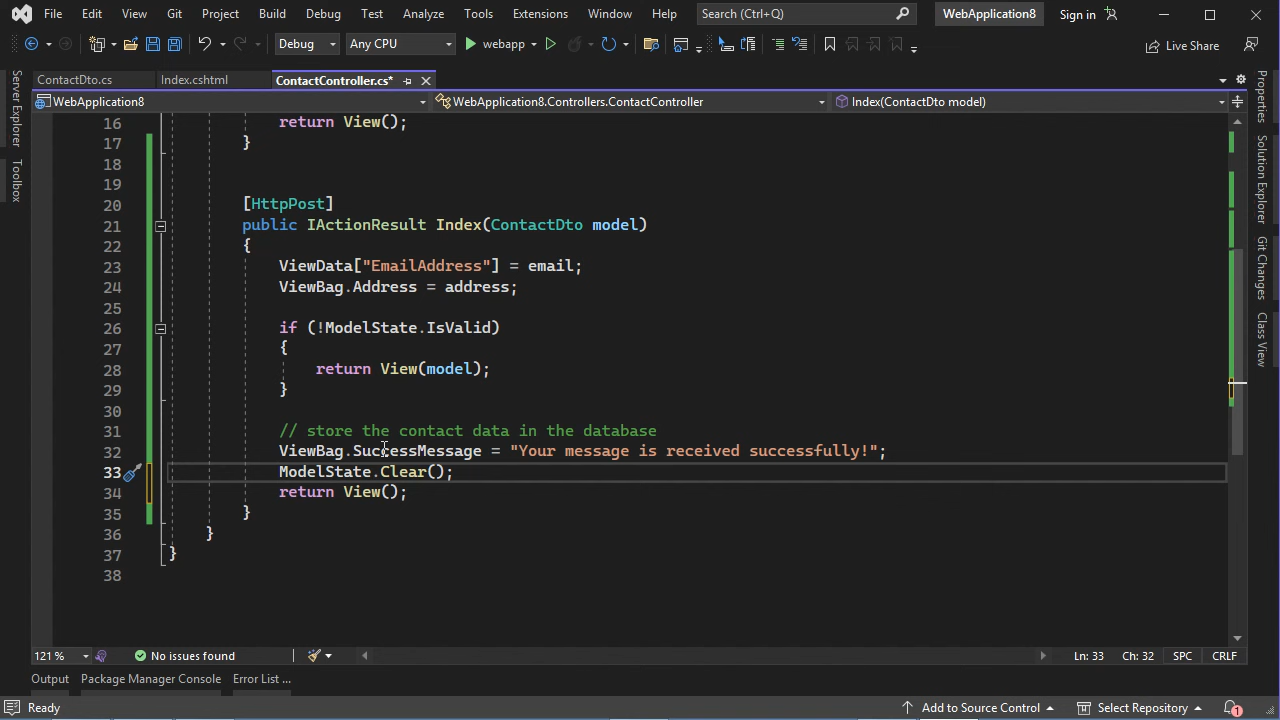 File Edit View Git Project Build Debug Test Analyze Tools Extensions Window Help Search (Ctrl+Q) WebApplication8 Sign in
Debug Any CPU webapp Live Share
ContactDto.cs Index.cshtml ContactController.cs*
WebApplication8 WebApplication8.Controllers.ContactController Index(ContactDto model)
Server Explorer
Toolbox
16 return View();
17 }
18
19
20 [HttpPost]
21 public IActionResult Index(ContactDto model)
22 {
23 ViewData["EmailAddress"] = email;
24 ViewBag.Address = address;
25
26 if (!ModelState.IsValid)
27 {
28 return View(model);
29 }
30
31 // store the contact data in the database
32 ViewBag.SuccessMessage = "Your message is received successfully!";
33 ModelState.Clear();
34 return View();
35 }
36 }
37 }
38
Properties
Solution Explorer
Git Changes
Class View
121 % No issues found Ln: 33 Ch: 32 SPC CRLF
Output Package Manager Console Error List ...
Ready Add to Source Control Select Repository 1